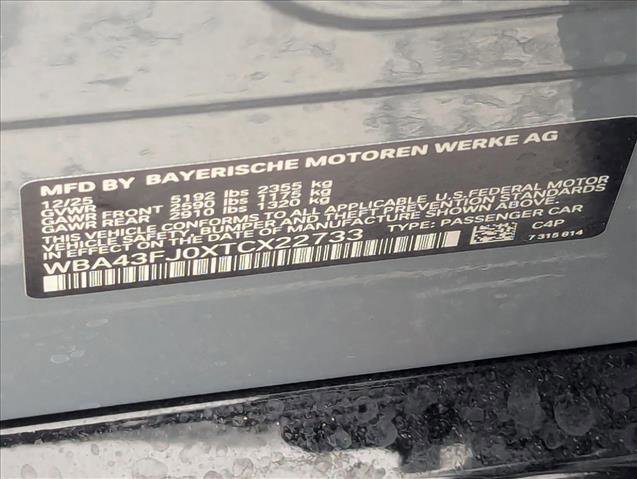 MFD BY BAYERISCHE MOTOREN WERKE AG
12/25
GVWR 5192 lbs 2355 kg
GAWR FRONT 2590 lbs 1175 kg
GAWR REAR 2910 lbs 1320 kg
THIS VEHICLE CONFORMS TO ALL APPLICABLE U.S. FEDERAL MOTOR
VEHICLE SAFETY, BUMPER AND THEFT PREVENTION STANDARDS
IN EFFECT ON THE DATE OF MANUFACTURE SHOWN ABOVE.
WBA43FJ0XTCX22733 TYPE: PASSENGER CAR
C4P
7 315 614